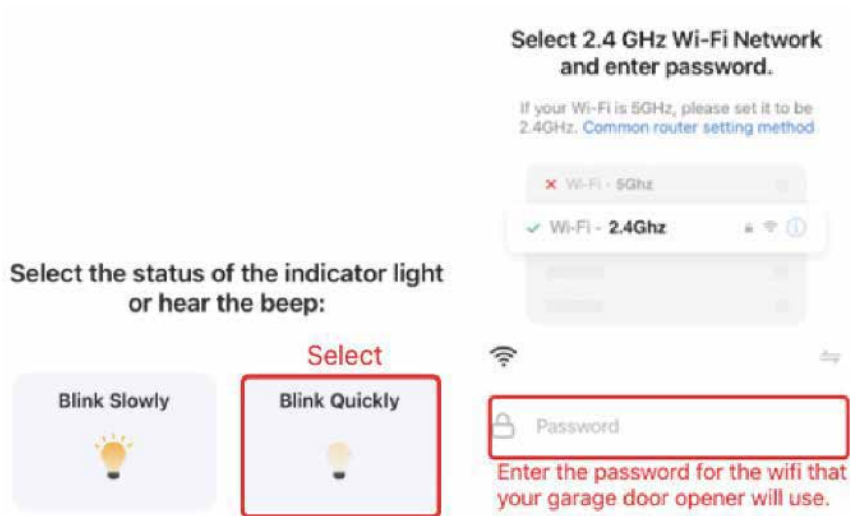 Select 2.4 GHz Wi-Fi Network
and enter password.
If your Wi-Fi is 5GHz, please set it to be
2.4GHz. Common router setting method
Wi-Fi - 5Ghz
Wi-Fi - 2.4Ghz
Select the status of the indicator light
or hear the beep:
Select
Blink Slowly
Blink Quickly
Password
Enter the password for the wifi that
your garage door opener will use.